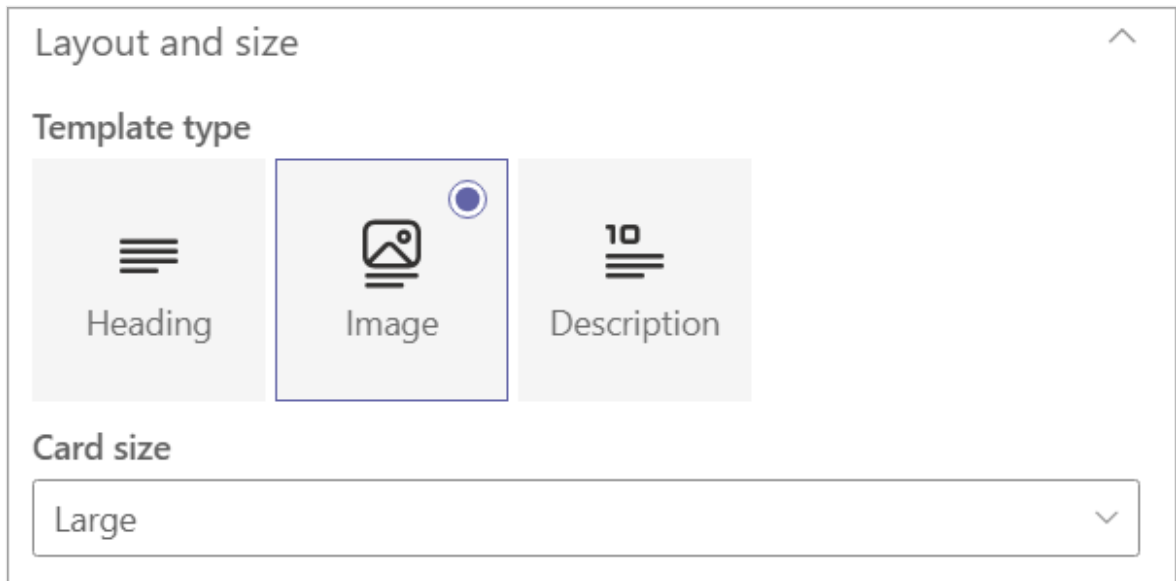 Layout and size
Template type
10
Heading
Image
Description
Card size
Large